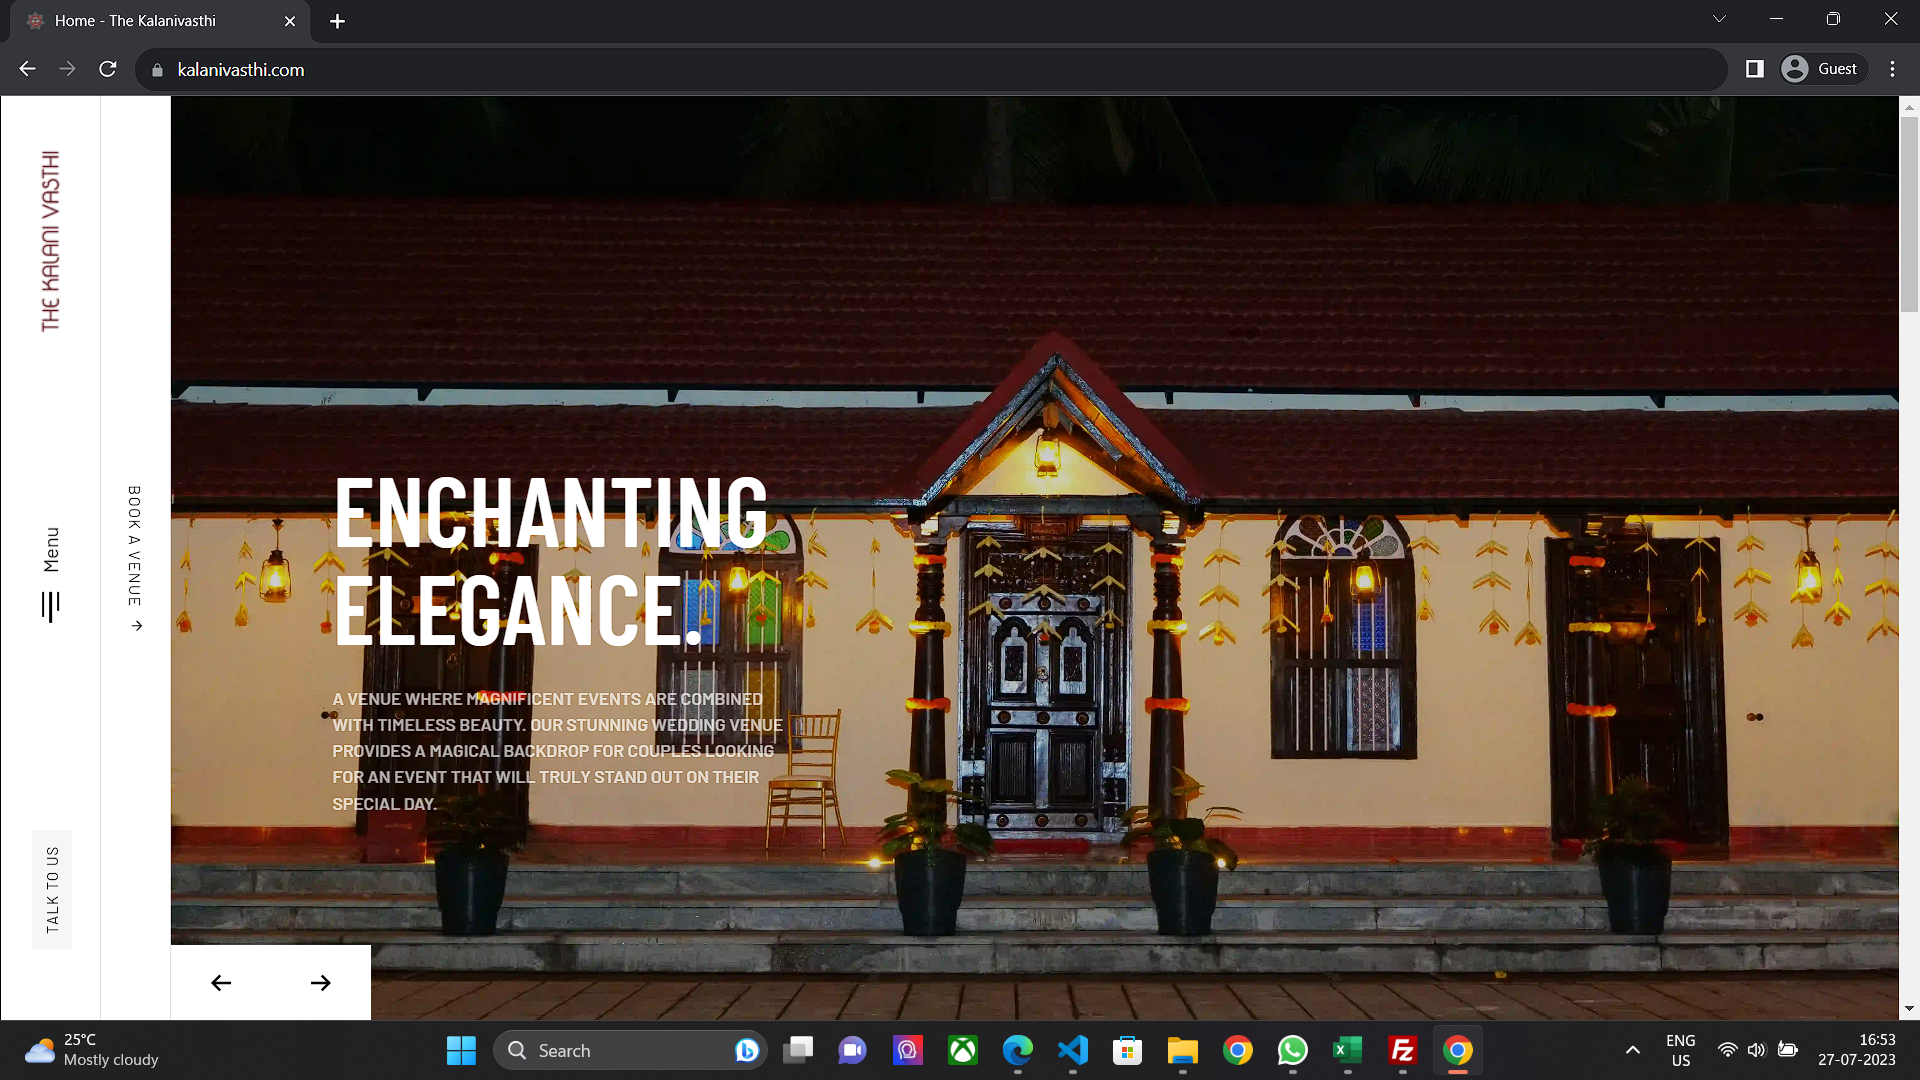 Home - The Kalanivasthi
kalanivasthi.com
Guest
THE KALANI VASTHI
Menu
TALK TO US
BOOK A VENUE →
ENCHANTING
ELEGANCE.
A VENUE WHERE MAGNIFICENT EVENTS ARE COMBINED
WITH TIMELESS BEAUTY. OUR STUNNING WEDDING VENUE
PROVIDES A MAGICAL BACKDROP FOR COUPLES LOOKING
FOR AN EVENT THAT WILL TRULY STAND OUT ON THEIR
SPECIAL DAY.
25°C
Mostly cloudy
Search
ENG
US
16:53
27-07-2023